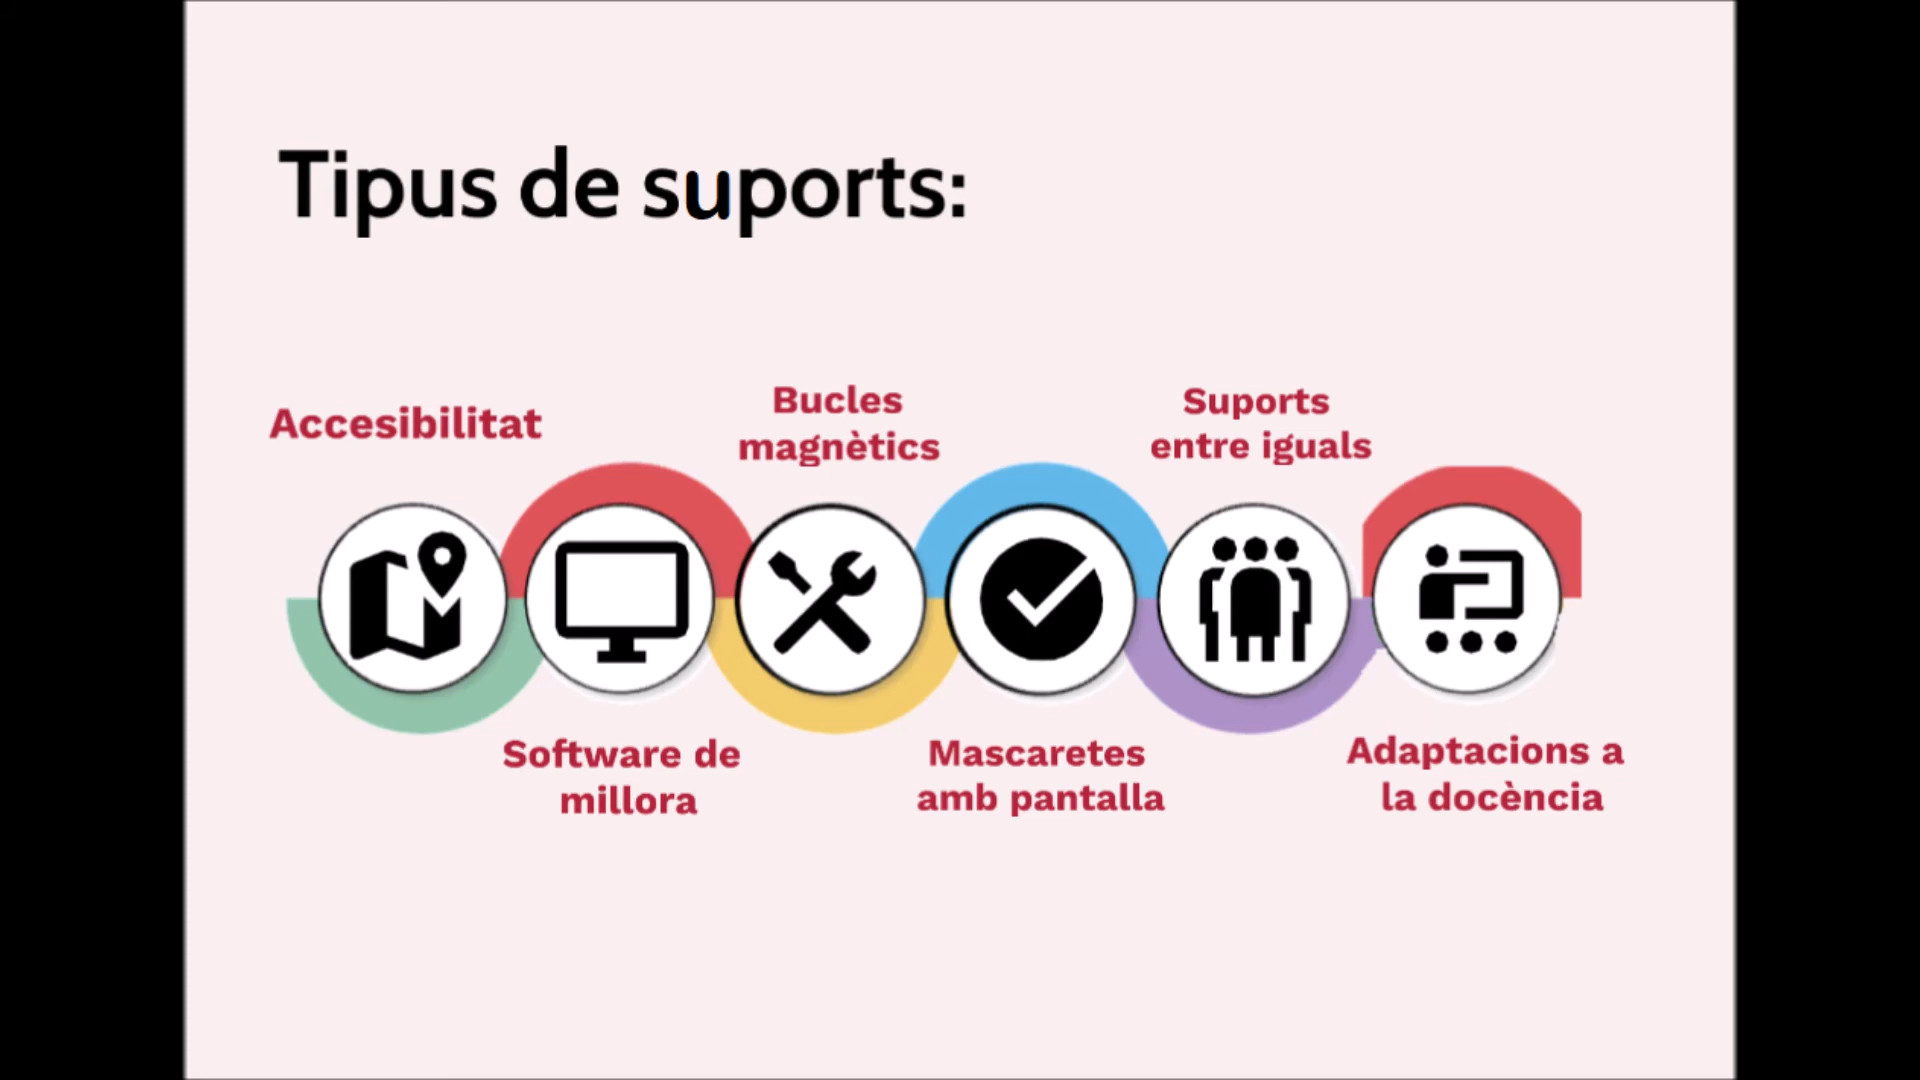 Tipus de suports:
Accesibilitat
Software de
millora
Bucles
magnètics
Mascaretes
amb pantalla
Suports
entre iguals
Adaptacions a
la docència